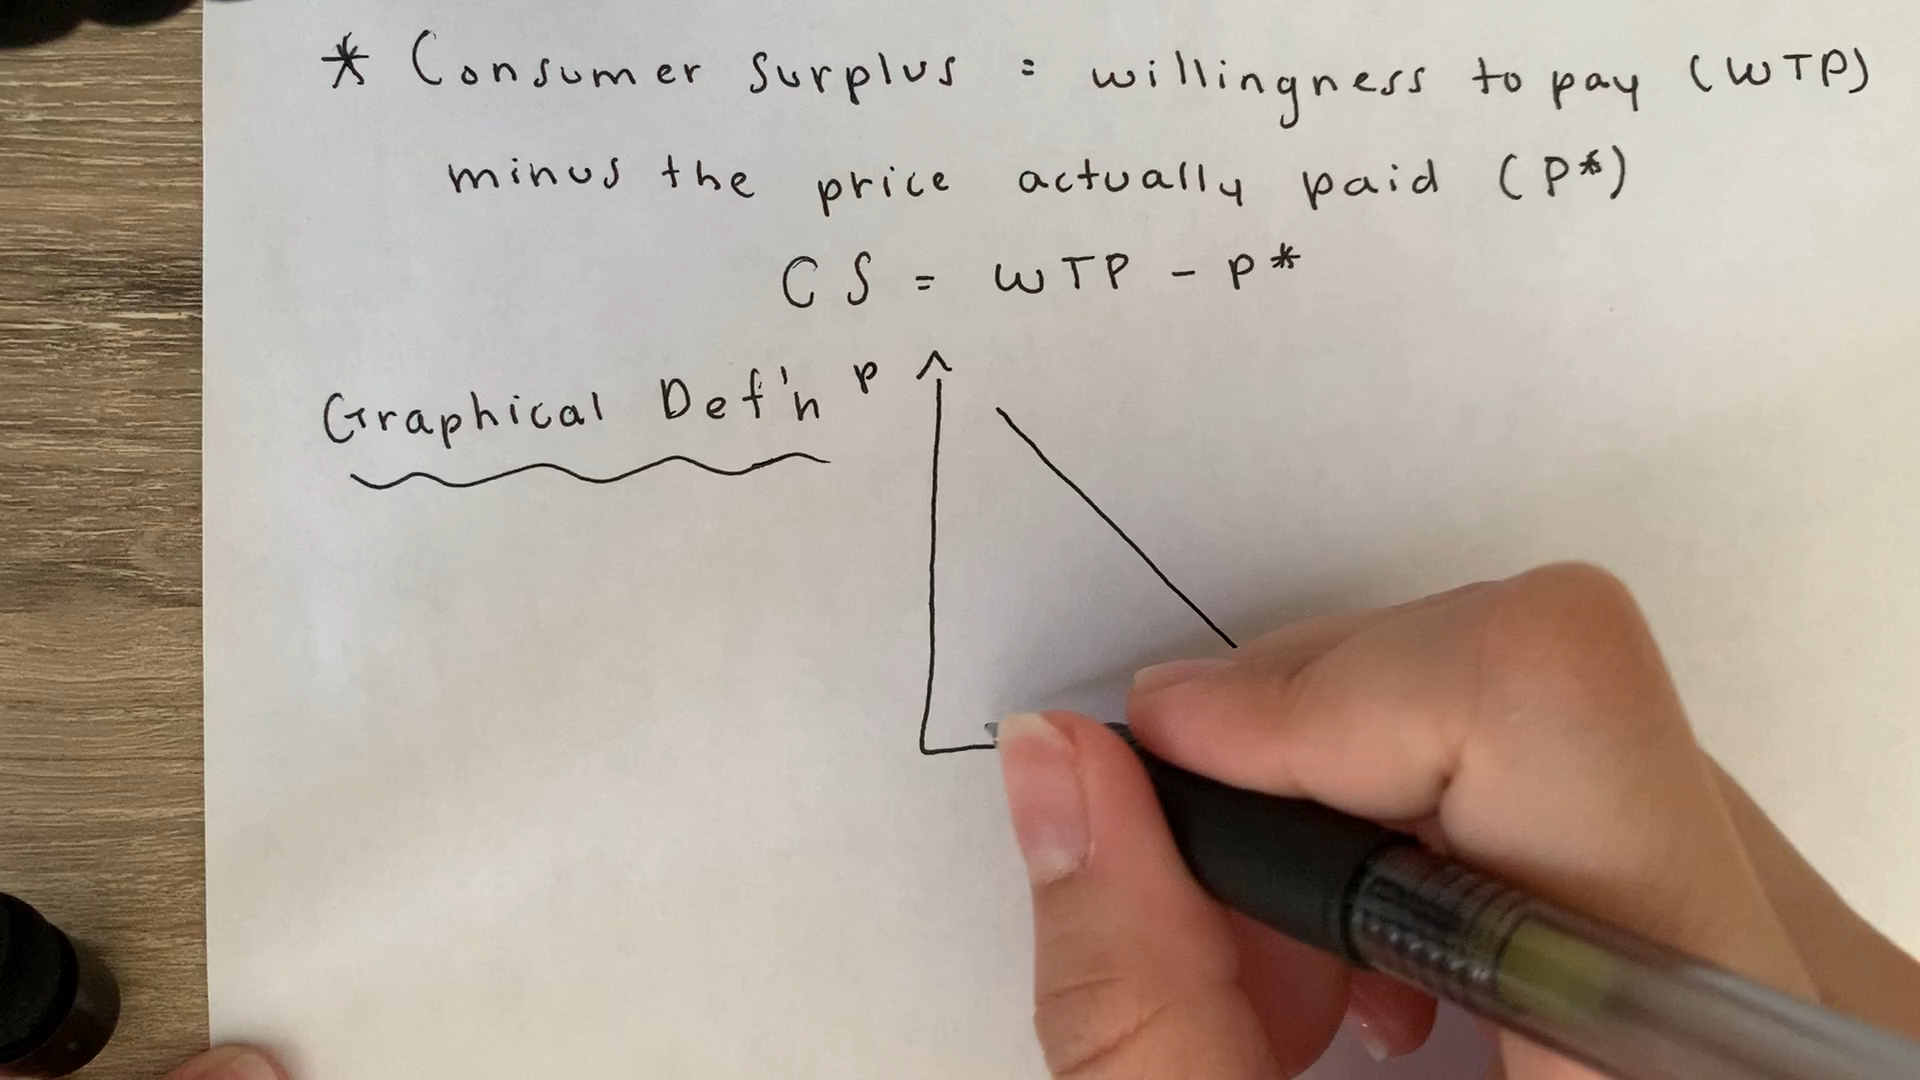 * Consumer Surplus = willingness to pay (WTP)
minus the price actually paid (P*)
CS = WTP - P*
Graphical Def'n
P